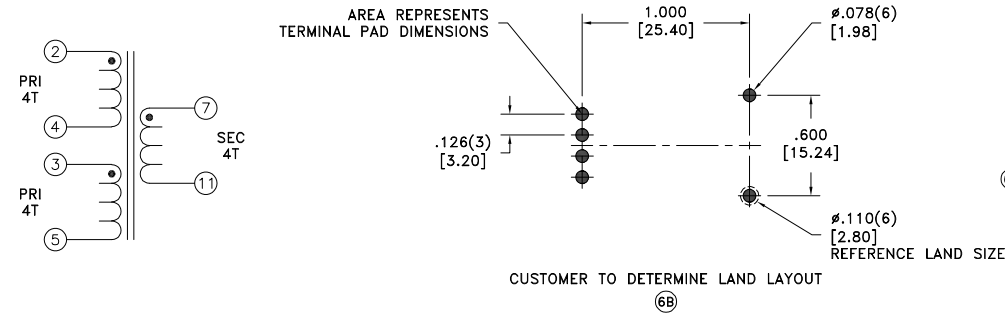 2
PRI
4T
4
3
PRI
4T
5
7
SEC
4T
11
AREA REPRESENTS
TERMINAL PAD DIMENSIONS
1.000
[25.40]
ø.078(6)
[1.98]
.126(3)
[3.20]
.600
[15.24]
ø.110(6)
[2.80]
REFERENCE LAND SIZE
CUSTOMER TO DETERMINE LAND LAYOUT
6B